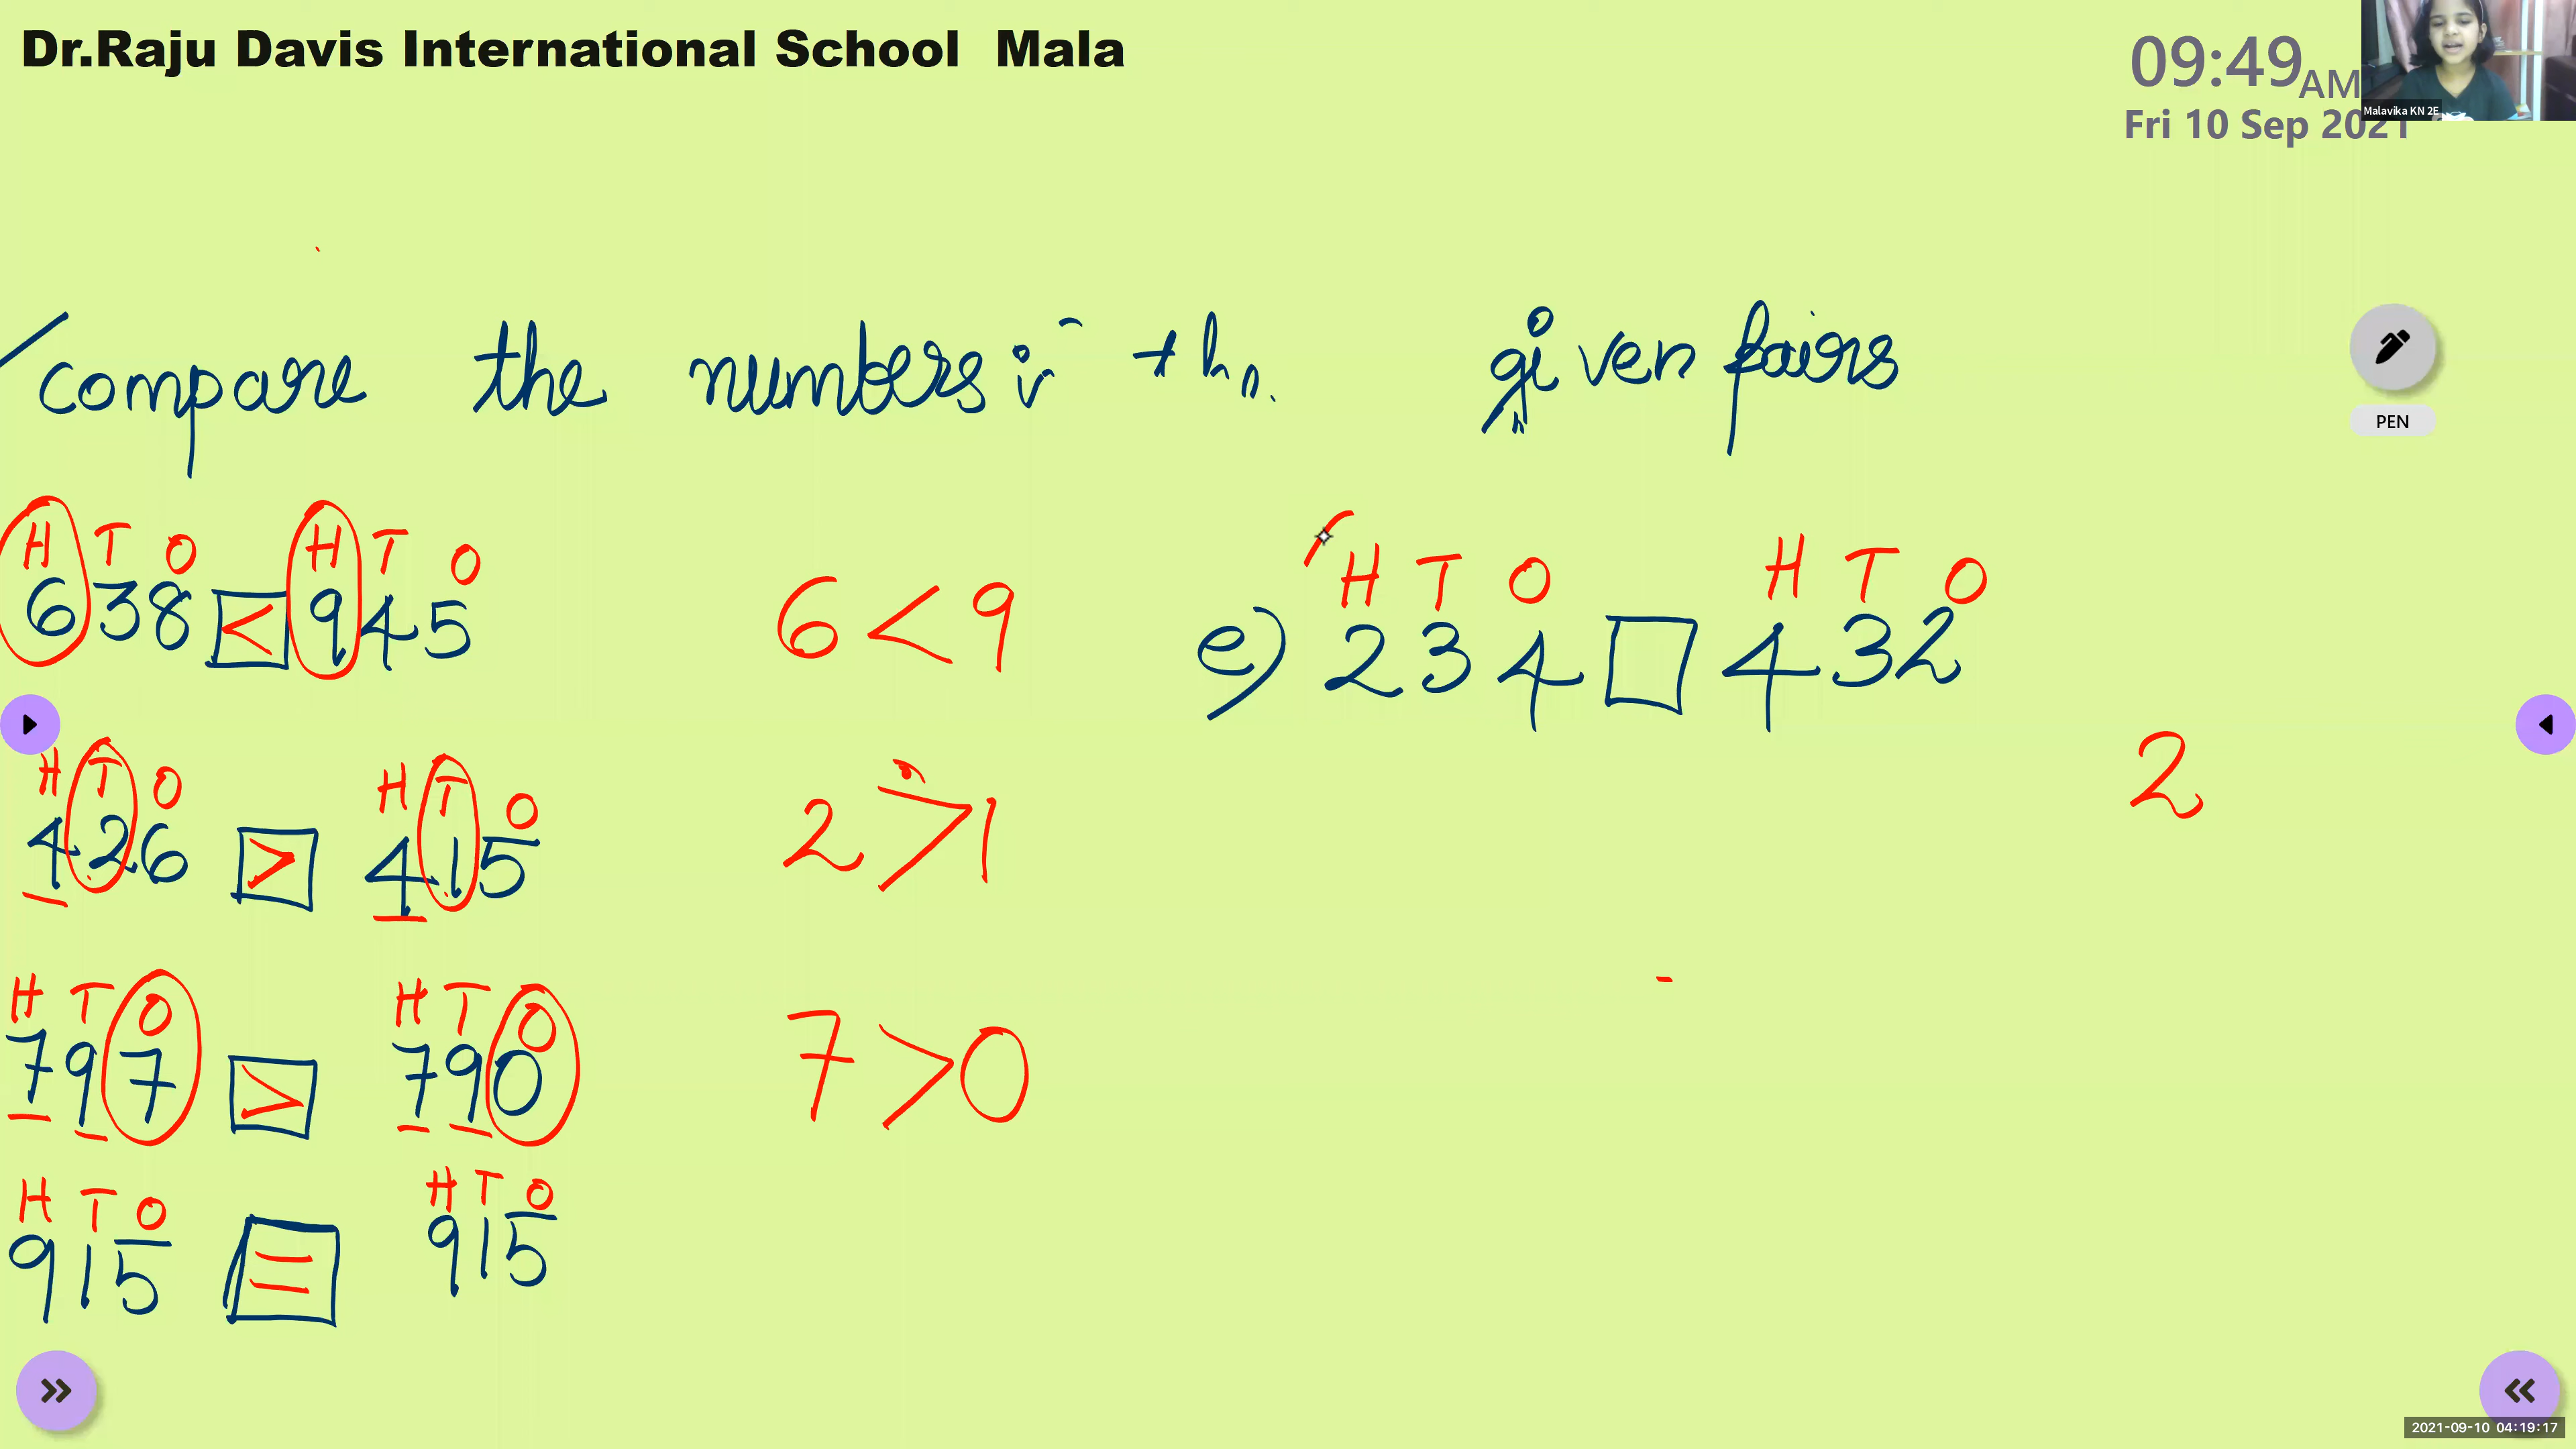 Dr.Raju Davis International School Mala
09:49 AM
Fri 10 Sep 2021
Malavika KN 2E
compare the numbers given pairs
PEN
H T O H T O
638 < 945
6 < 9
H T O H T O
e) 234 □ 432
2
H T O H T O
426 > 415
2 > 1
H T O H T O
797 > 790
7 > 0
H T O H T O
915 = 915
2021-09-10 04:19:17